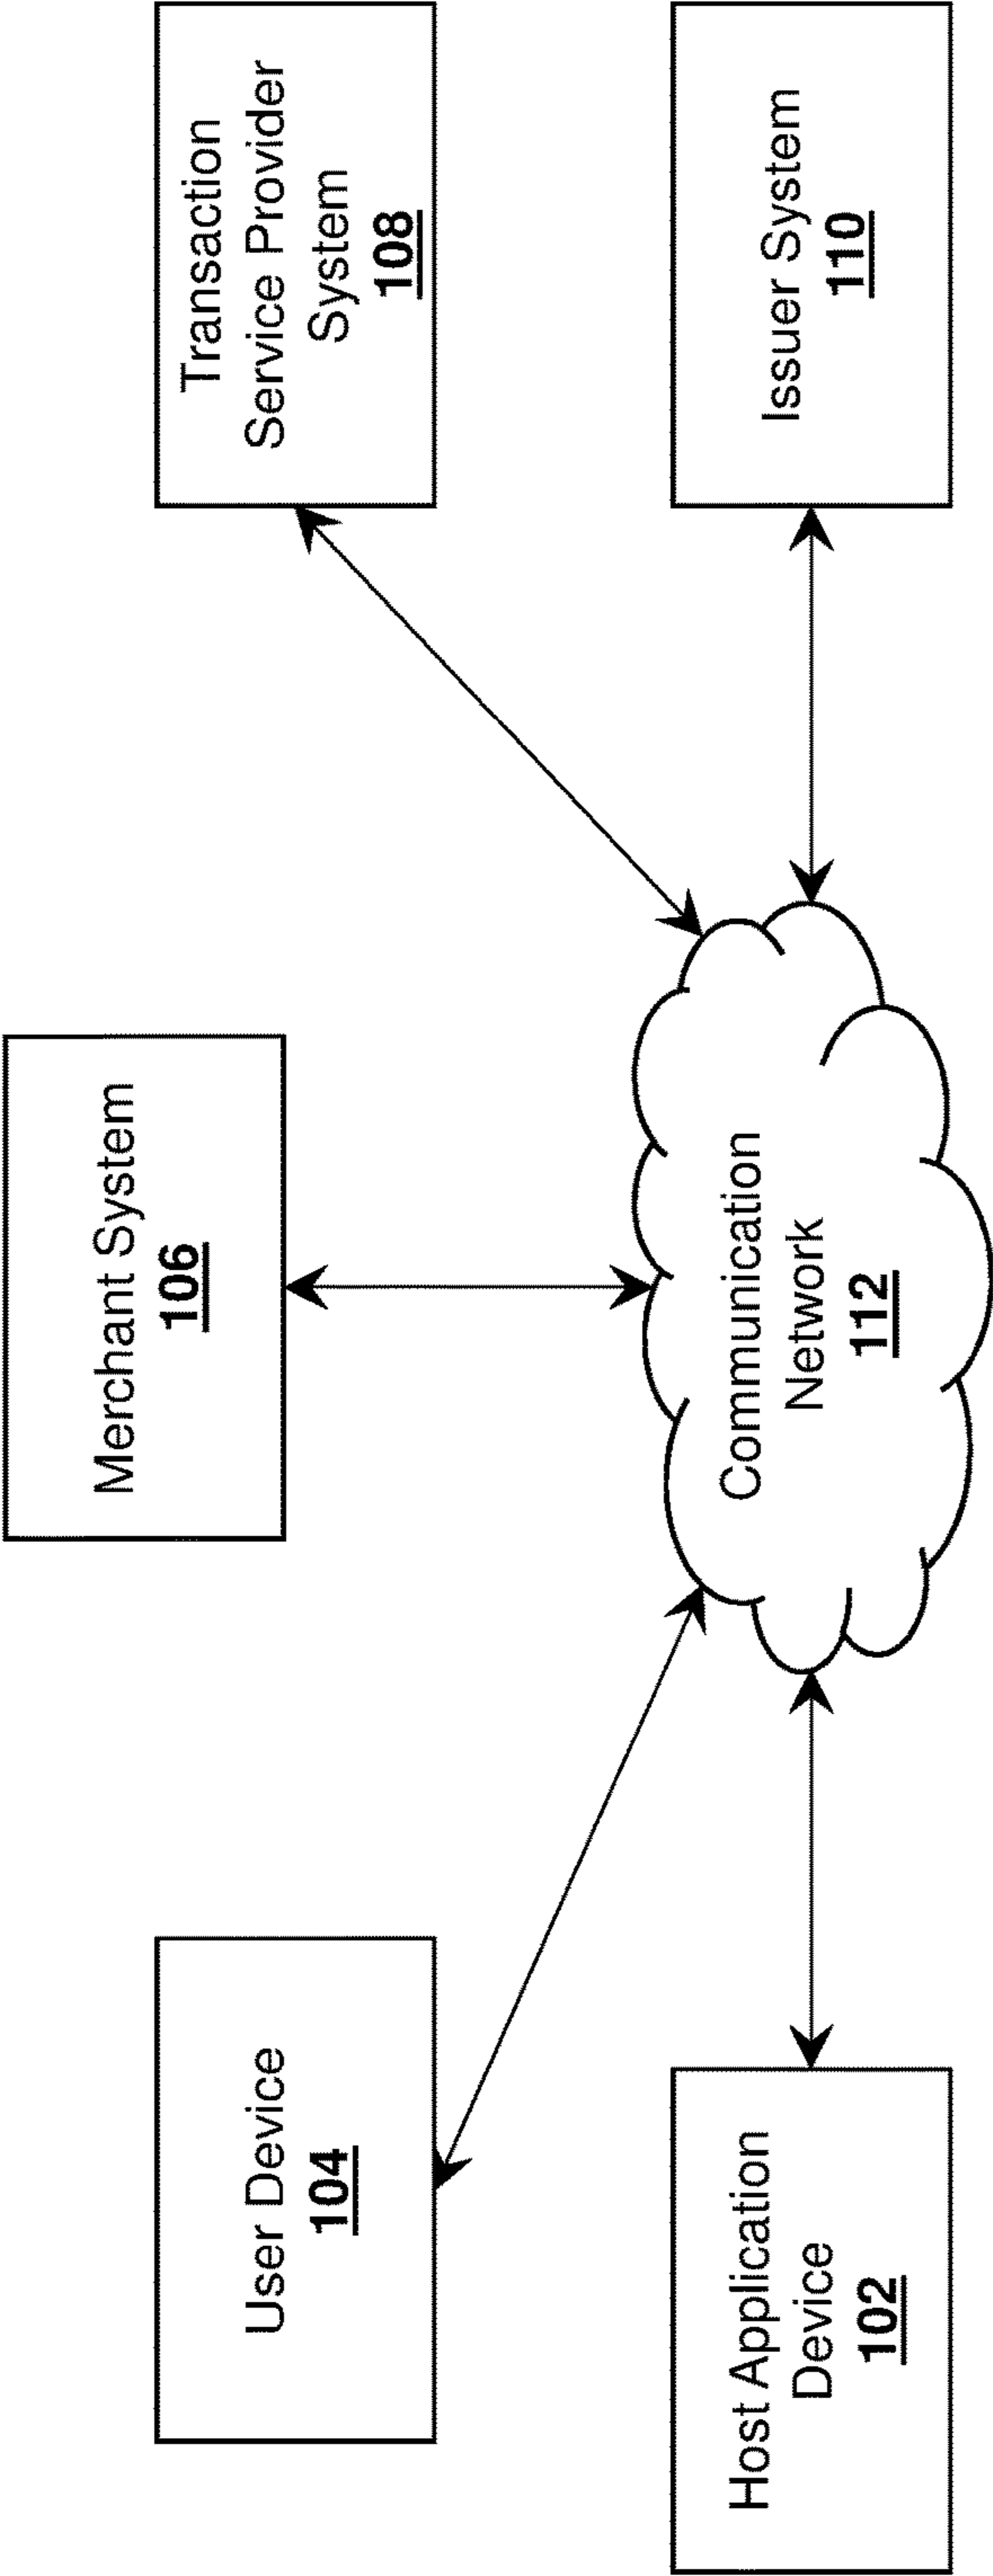 Merchant System
106
User Device
104
Transaction
Service Provider
System
108
Host Application
Device
102
Communication
Network
112
Issuer System
110